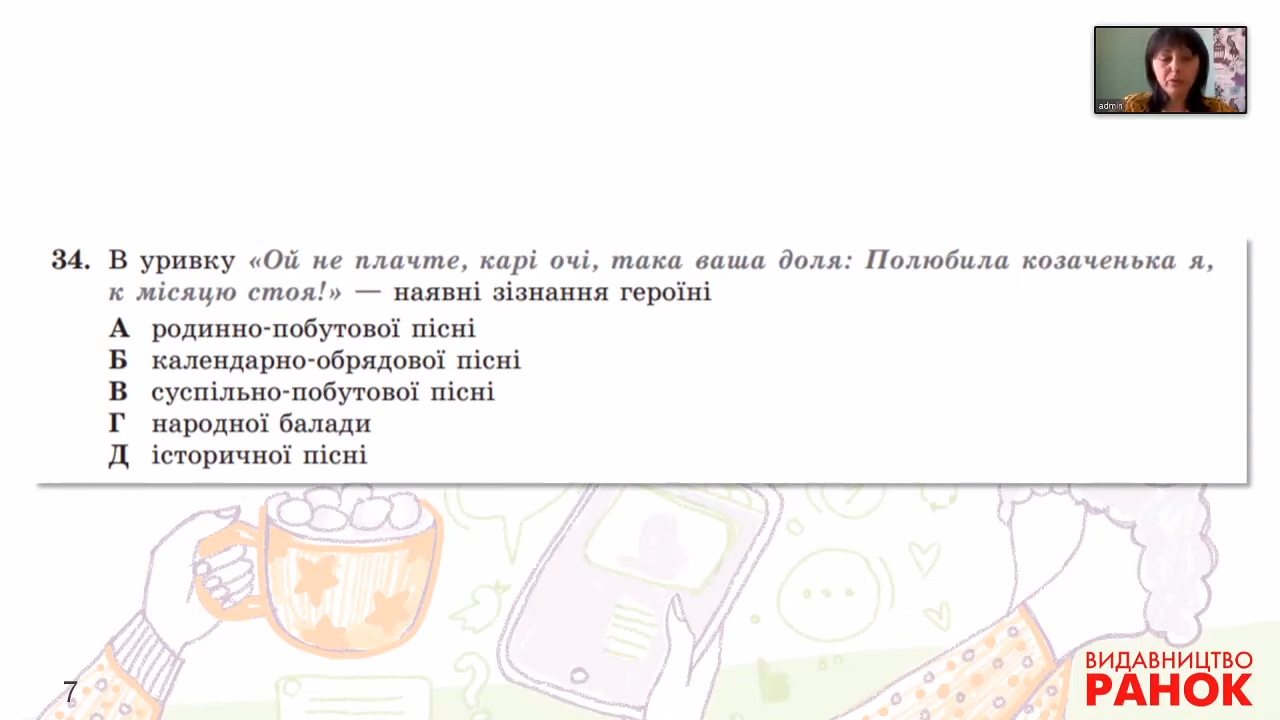 admin
34. В уривку «Ой не плачте, карі очі, така ваша доля: Полюбила козаченька я,
к місяцю стоя!» — наявні зізнання героїні
А родинно-побутової пісні
Б календарно-обрядової пісні
В суспільно-побутової пісні
Г народної балади
Д історичної пісні
7
ВИДАВНИЦТВО
РАНОК